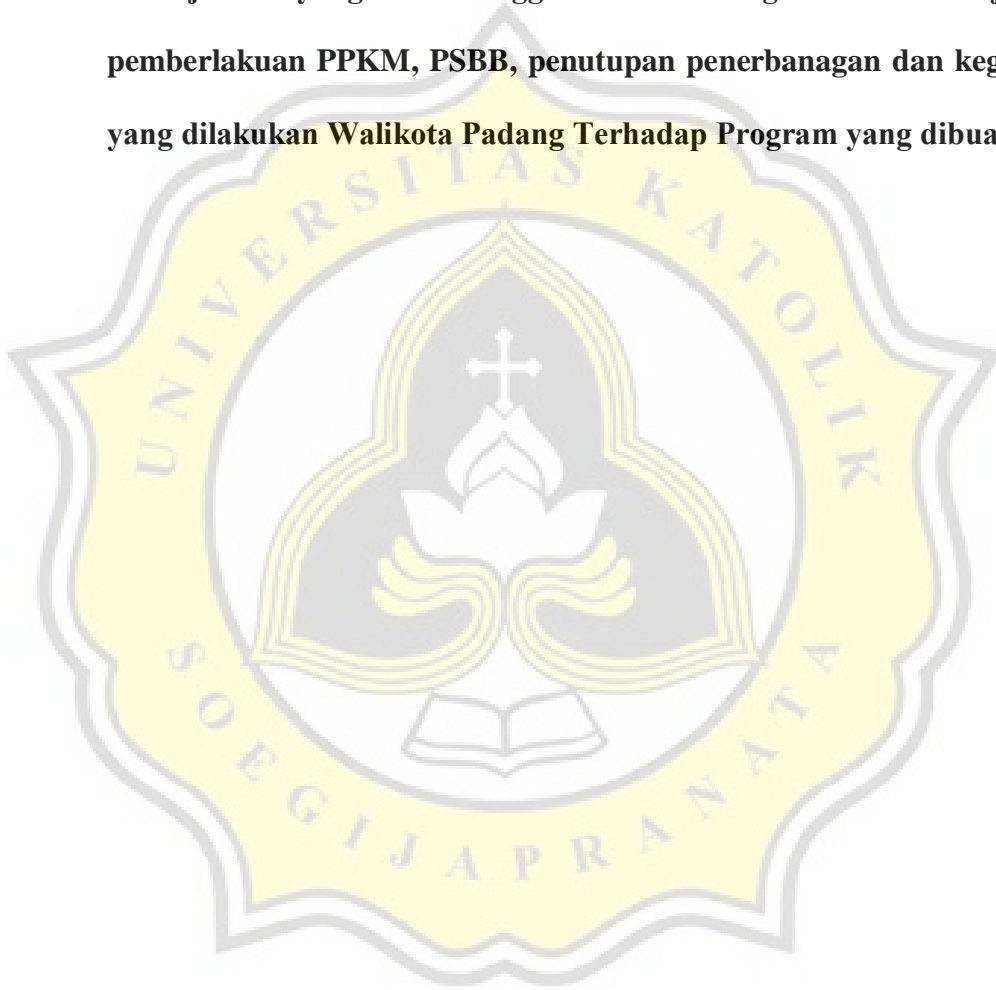 pemberlakuan PPKM, PSBB, penutupan penerbanagan dan keg
yang dilakukan Walikota Padang Terhadap Program yang dibua
UNIVERSITAS KATOLIK
SOEGIJAPRANATA